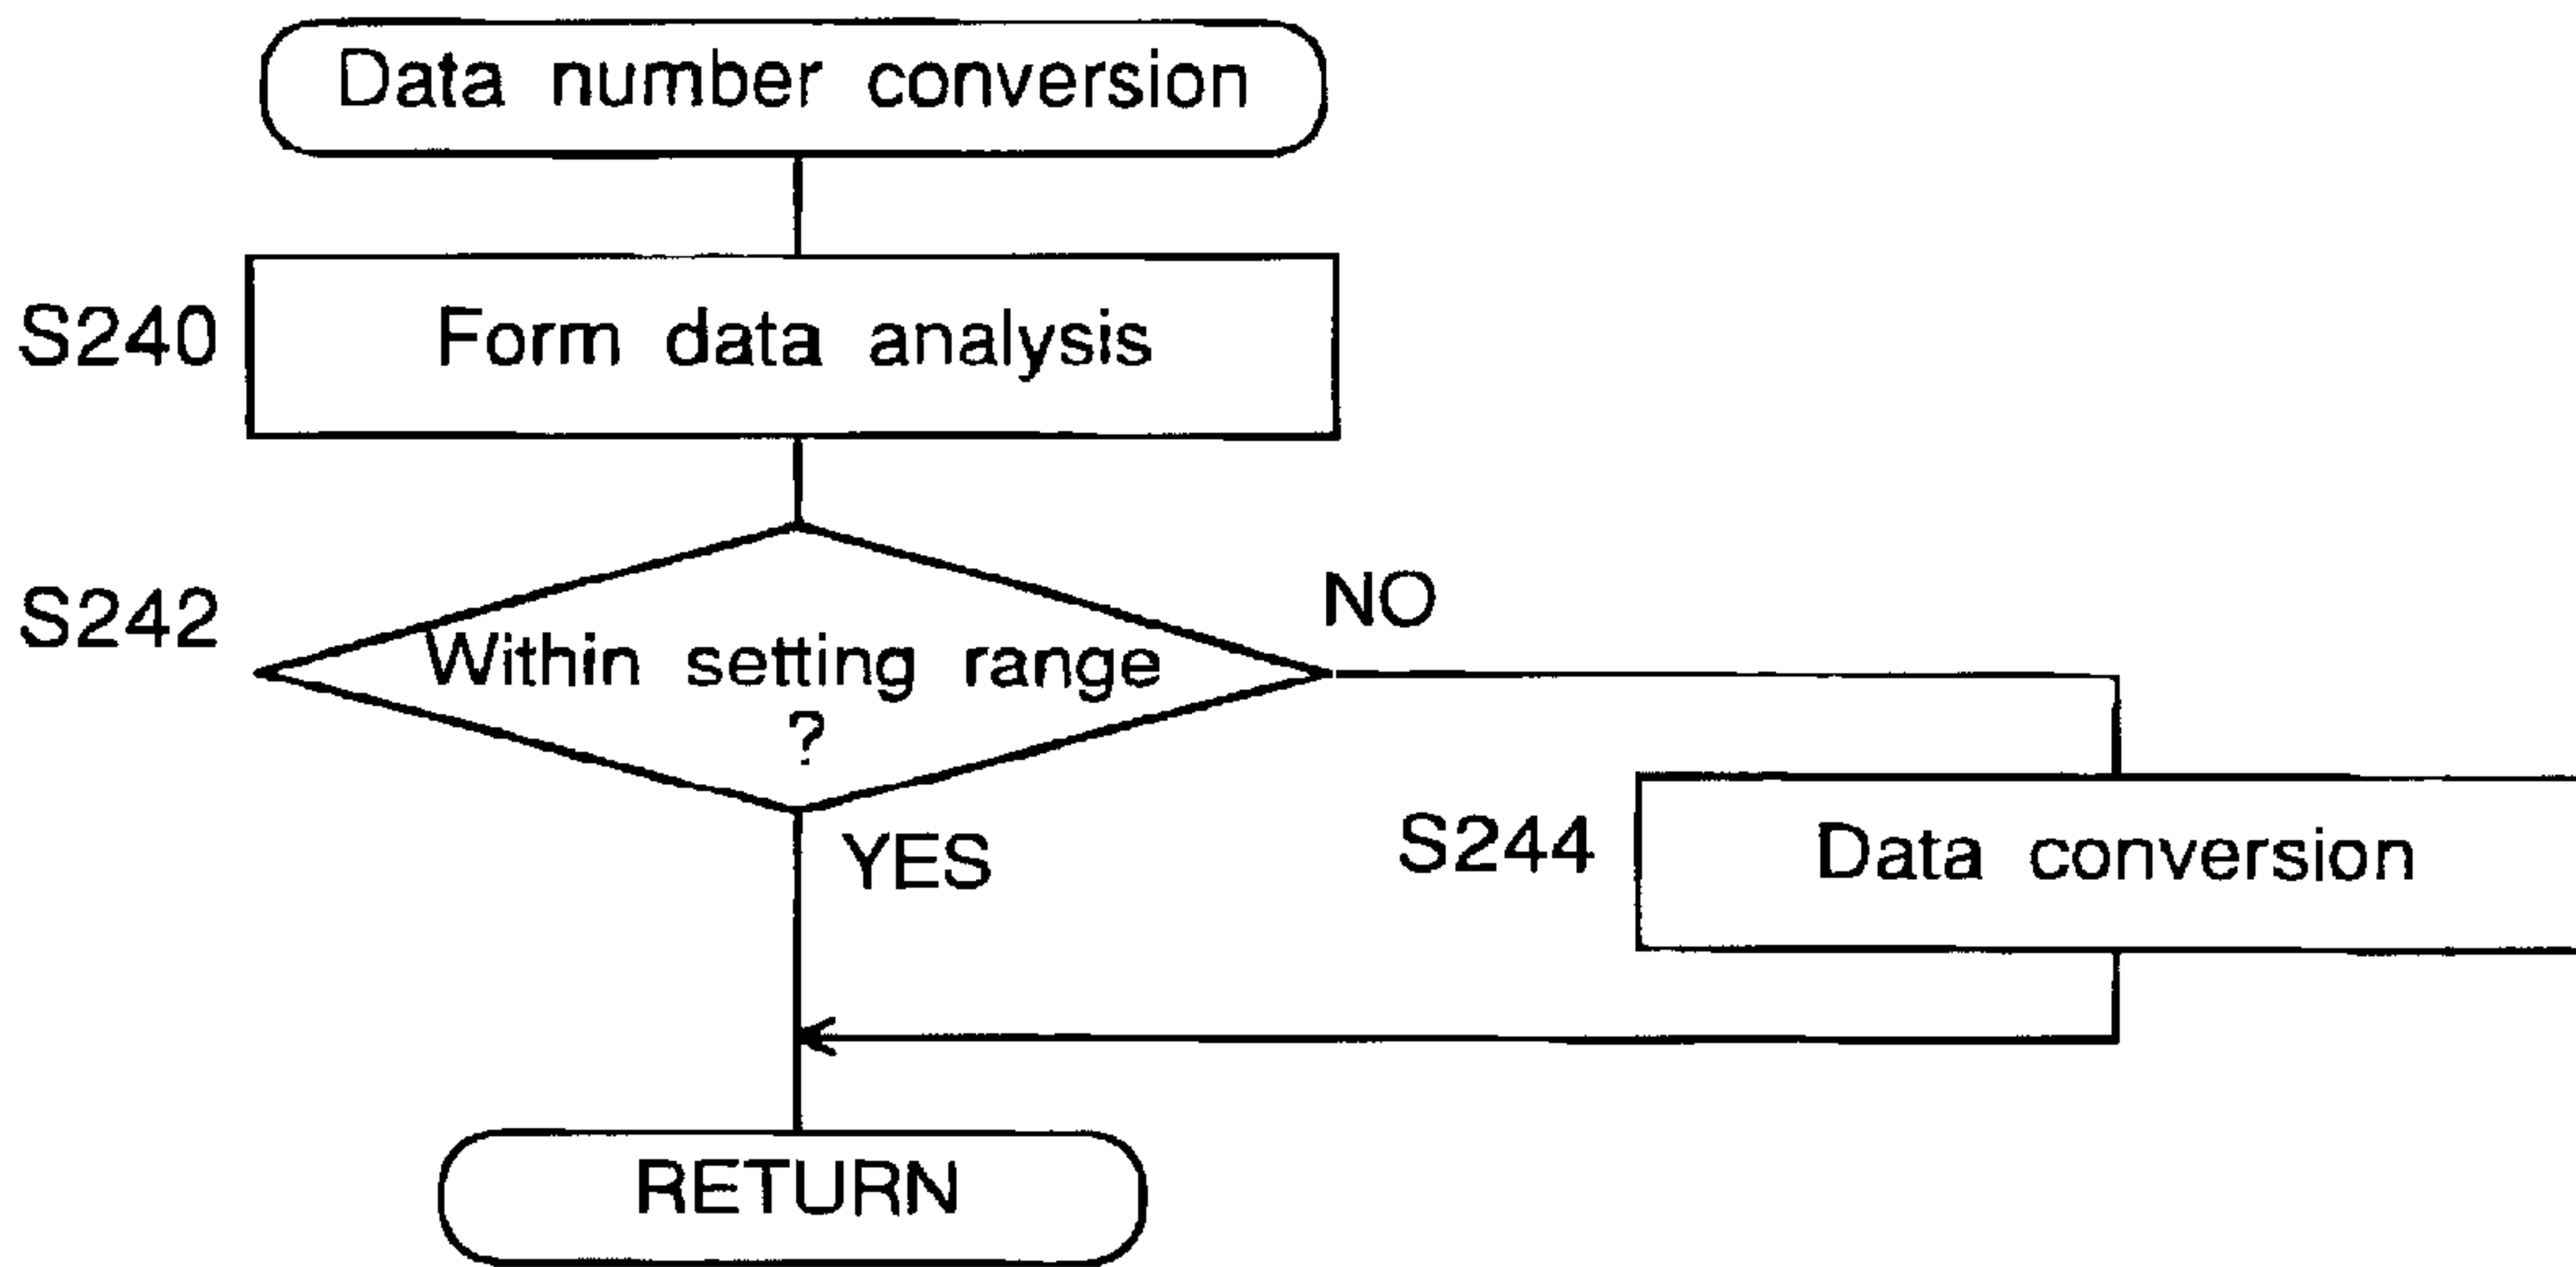 Data number conversion
S240
Form data analysis
S242
Within setting range
?
NO
YES
S244
Data conversion
RETURN